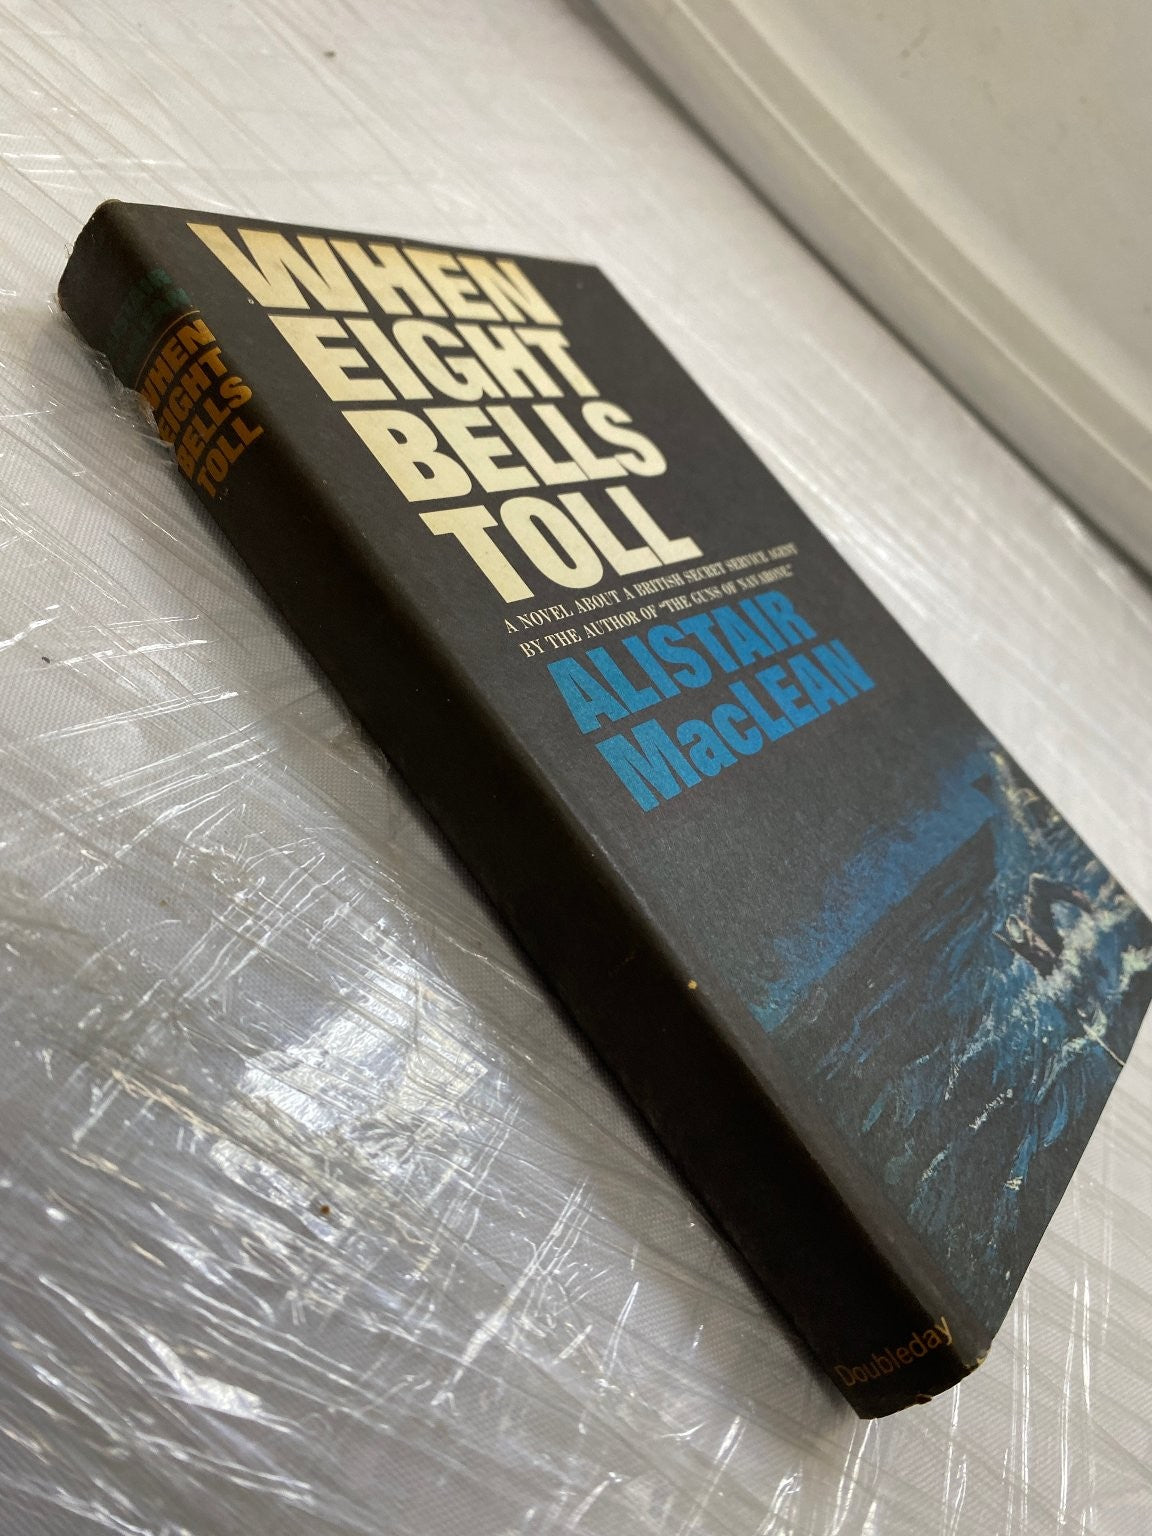 WHEN
EIGHT
BELLS
TOLL
A NOVEL ABOUT A BRITISH SECRET SERVICE AGENT
BY THE AUTHOR OF "THE GUNS OF NAVARONE."
ALISTAIR
MacLEAN
WHEN
EIGHT
BELLS
TOLL
Doubleday